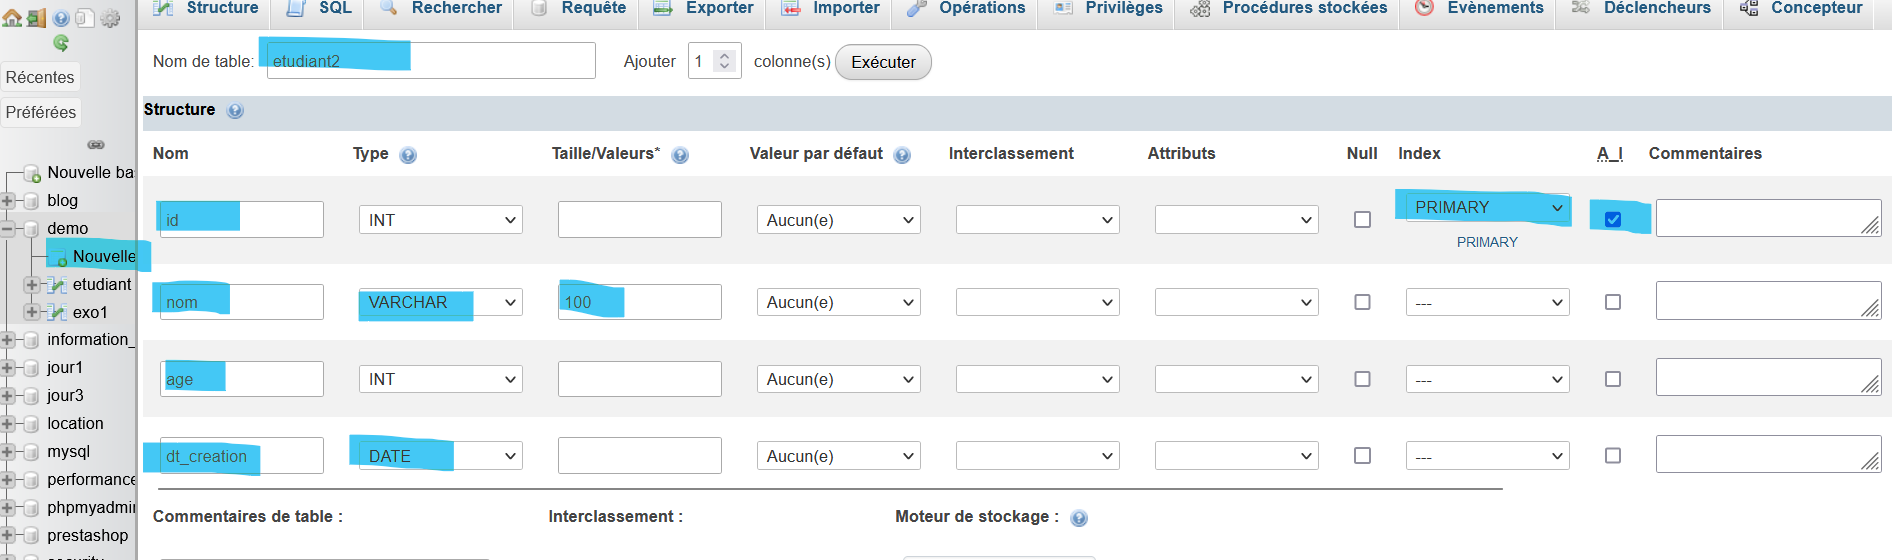 Structure SQL Rechercher Requête Exporter Importer Opérations Privilèges Procédures stockées Evènements Déclencheurs Concepteur
Récentes
Préférées
Nouvelle ba
blog
demo
Nouvelle
etudiant
exo1
information_
jour1
jour3
location
mysql
performance
phpmyadmi
prestashop
Nom de table: etudiant2 Ajouter 1 colonne(s) Exécuter
Structure
Nom Type Taille/Valeurs* Valeur par défaut Interclassement Attributs Null Index A_I Commentaires
id INT Aucun(e) PRIMARY
PRIMARY
nom VARCHAR 100 Aucun(e) ---
age INT Aucun(e) ---
dt_creation DATE Aucun(e) ---
Commentaires de table : Interclassement : Moteur de stockage :